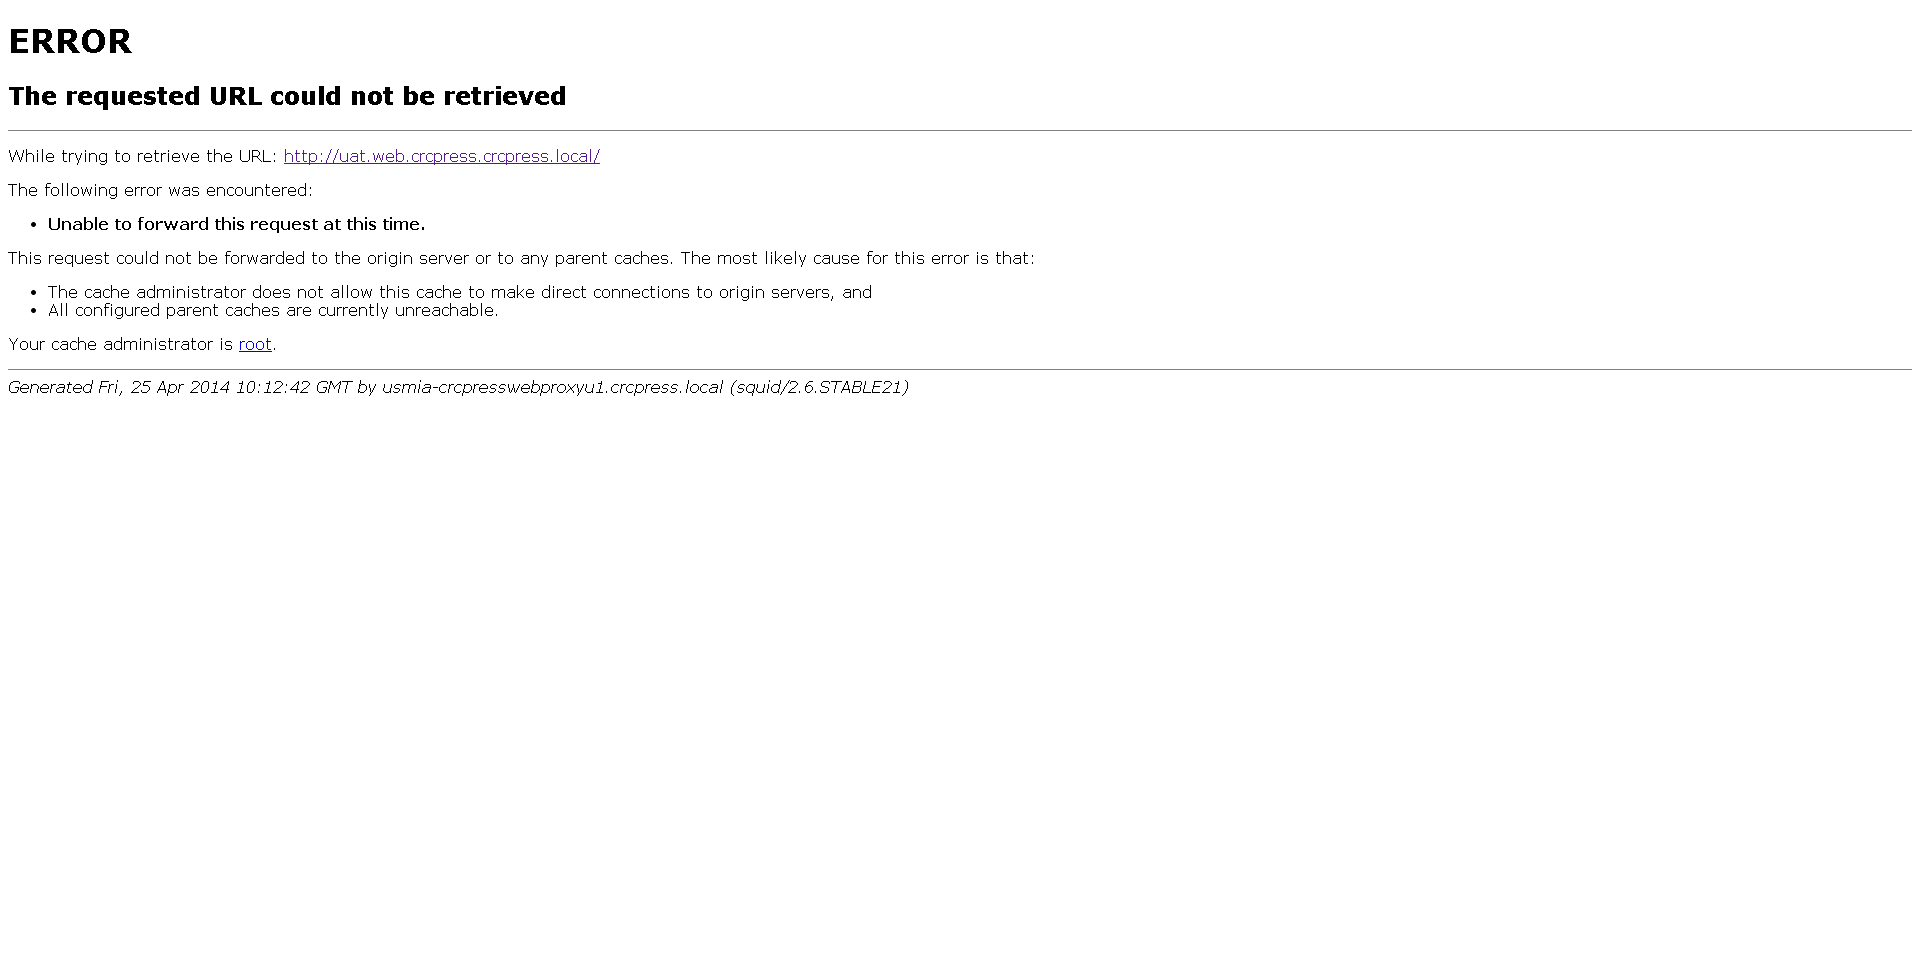 ERROR
The requested URL could not be retrieved
While trying to retrieve the URL: http://uat.web.crcpress.crcpress.local/
The following error was encountered:
• Unable to forward this request at this time.
This request could not be forwarded to the origin server or to any parent caches. The most likely cause for this error is that:
• The cache administrator does not allow this cache to make direct connections to origin servers, and
• All configured parent caches are currently unreachable.
Your cache administrator is root.
Generated Fri, 25 Apr 2014 10:12:42 GMT by usmia-crcpresswebproxyu1.crcpress.local (squid/2.6.STABLE21)